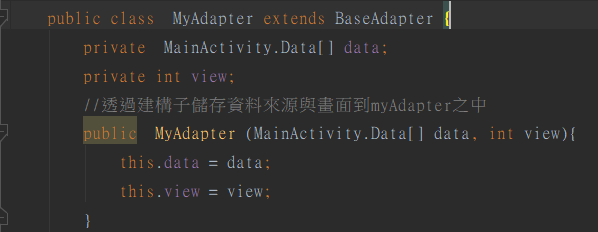 public class  MyAdapter extends BaseAdapter {
private  MainActivity.Data[] data;
private int view;
//透過建構子儲存資料來源與畫面到myAdapter之中
public  MyAdapter (MainActivity.Data[] data, int view){
this.data = data;
this.view = view;
}